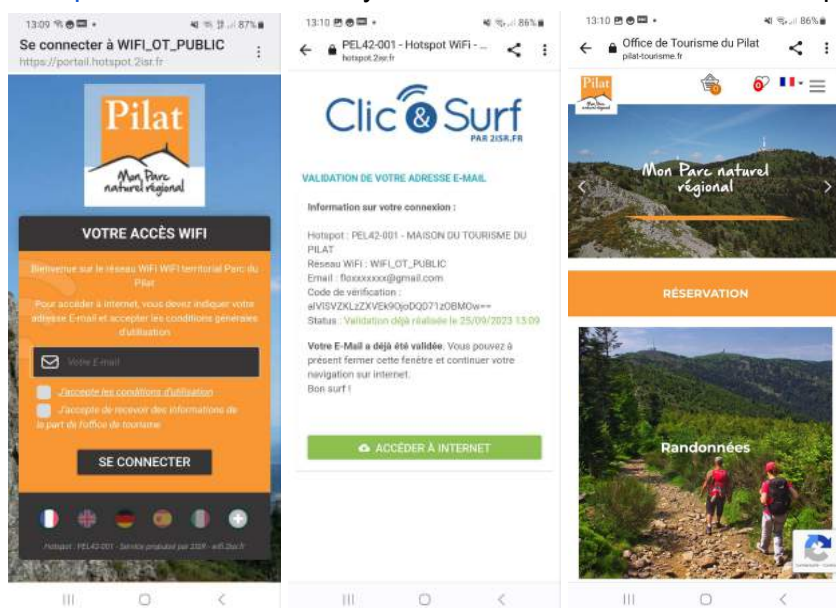 13:09
87%
Se connecter à WIFI_OT_PUBLIC
https://portail.hotspot.2isr.fr
Pilat
Mon Parc
naturel régional
VOTRE ACCÈS WIFI
Bienvenue sur le réseau WiFi WiFi territorial Parc du
Pilat
Pour accéder à internet, vous devez indiquer votre
adresse E-mail et accepter les conditions générales
d'utilisation
Votre E-mail
J'accepte les conditions d'utilisation
J'accepte de recevoir des informations de
la part de l'office de tourisme
SE CONNECTER
Hotspot : PEL42-001 - Service proposé par 2ISR - wifi.2isr.fr
13:10
86%
PEL42-001 - Hotspot WiFi - ...
hotspot.2isr.fr
Clic & Surf
PAR 2ISR.FR
VALIDATION DE VOTRE ADRESSE E-MAIL
Information sur votre connexion :
Hotspot : PEL42-001 - MAISON DU TOURISME DU
PILAT
Réseau WiFi : WIFI_OT_PUBLIC
Email : floxxxxxx@gmail.com
Code de vérification :
Status : Validation déjà réalisée le 25/09/2023 13:09
Votre E-Mail a déjà été validée. Vous pouvez à
présent fermer cette fenêtre et continuer votre
navigation sur internet.
Bon surf !
ACCÉDER À INTERNET
13:10
86%
Office de Tourisme du Pilat
pilat-tourisme.fr
Pilat
0
0
Mon Parc naturel
régional
RÉSERVATION
Randonnées